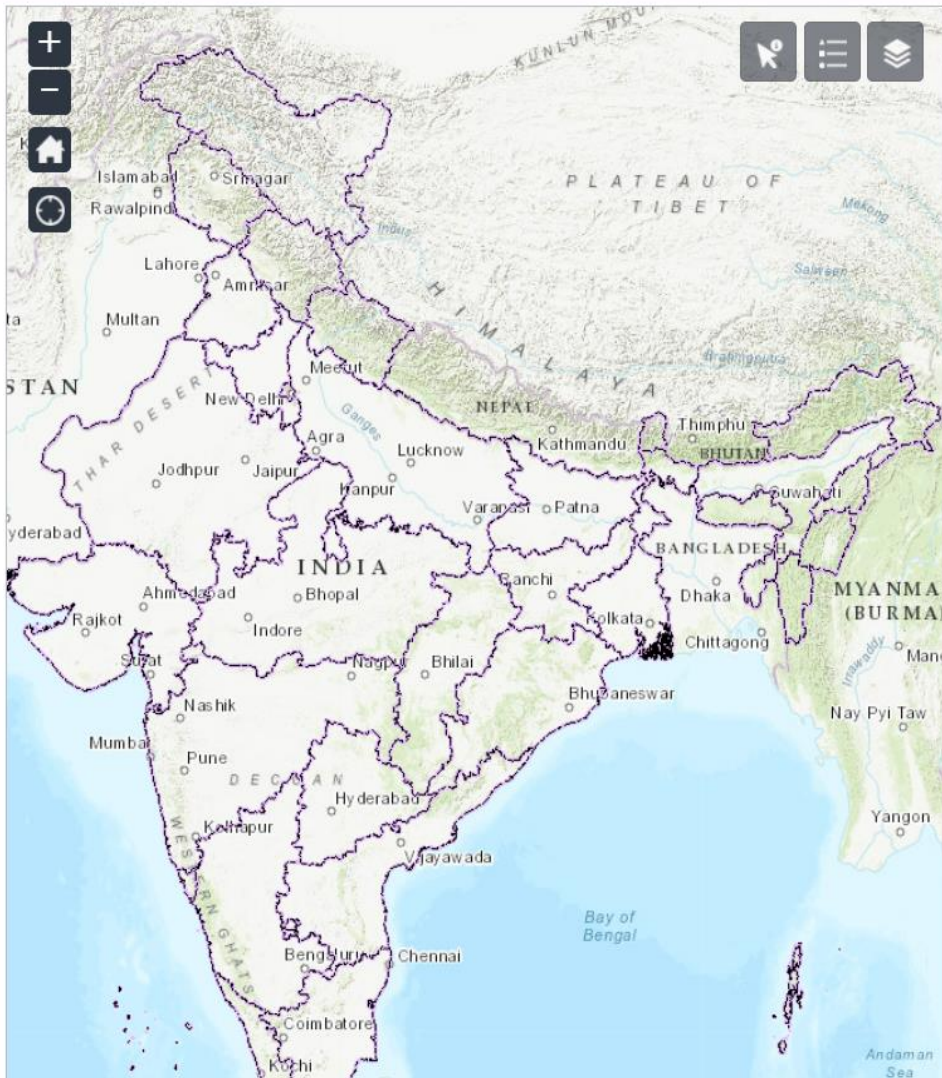 KUNLUN
Islamabad
Srinagar
Rawalpind
PLATEAU OF
TIBET
Indus
Mekong
Salween
Lahore
Amritsar
HIMALAYA
Multan
Brahmaputra
STAN
Meerut
THAR DESERT
New Delhi
NEPAL
Ganges
Thimphu
Agra
Kathmandu
BHUTAN
Lucknow
Jodhpur
Jaipur
Kanpur
Guwahati
Varanasi
Patna
yderabad
BANGLADESH
INDIA
Ranchi
Ahmedabad
Bhopal
Dhaka
MYANMA
(BURMA)
Rajkot
Indore
Kolkata
Chittagong
Irrawaddy
Mand
Surat
Nagpur
Bhilai
Bhubaneswar
Nashik
Nay Pyi Taw
Mumbai
Pune
DECCAN
Hyderabad
Yangon
Kolhapur
Vijayawada
WESTERN GHATS
Bay of
Bengal
Bengaluru
Chennai
Coimbatore
Andaman
Sea
Kochi